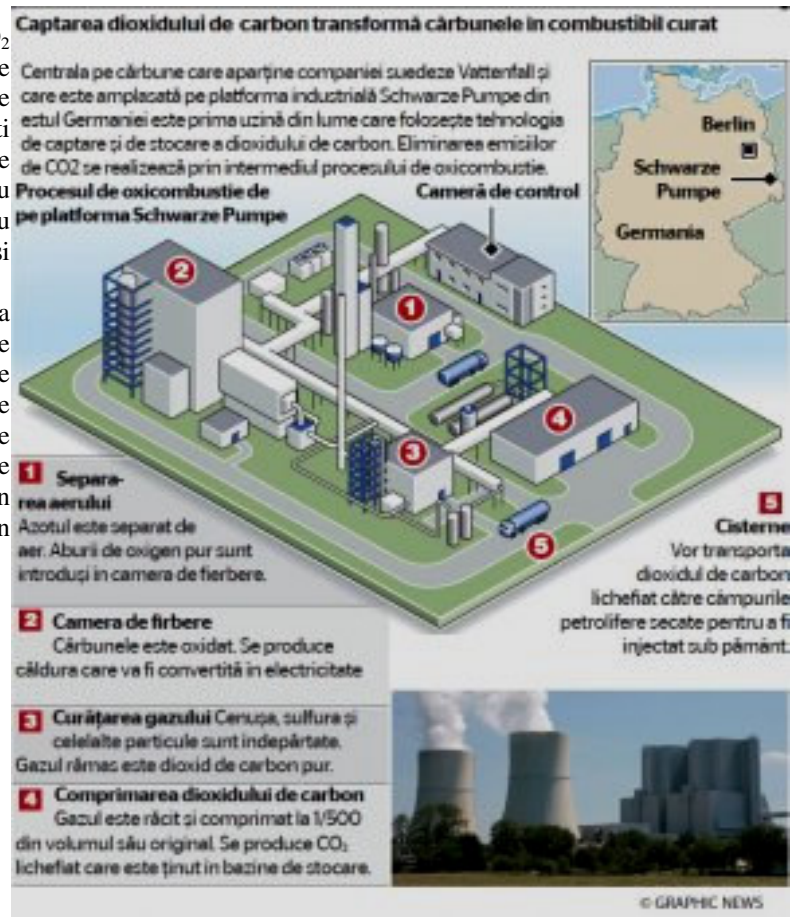 Captarea dioxidului de carbon transformă cărbunele in combustibil curat
Centrala pe cărbune care aparține companiei suedeze Vattenfall și
care este amplasată pe platforma industrială Schwarze Pumpe din
estul Germaniei este prima uzină din lume care folosește tehnologia
de captare și de stocare a dioxidului de carbon. Eliminarea emisiilor
de CO2 se realizează prin intermediul procesului de oxicombustie.
Procesul de oxicombustie de
pe platforma Schwarze Pumpe
Cameră de control
Berlin
Schwarze
Pumpe
Germania
2
1
4
3
5
1 Separa-
rea aerului
Azotul este separat de
aer. Aburii de oxigen pur sunt
introduși in camera de fierbere.
2 Camera de firbere
Cărbunele este oxidat. Se produce
căldura care va fi convertită in electricitate
3 Curățarea gazului Cenușa, sulfura și
celelalte particule sunt indepărtate.
Gazul rămas este dioxid de carbon pur.
4 Comprimarea dioxidului de carbon
Gazul este răcit și comprimat la 1/500
din volumul său original. Se produce CO₂
lichefiat care este ținut in bazine de stocare.
5
Cisterne
Vor transporta
dioxidul de carbon
lichefiat către câmpurile
petrolifere secate pentru a fi
injectat sub pământ.
© GRAPHIC NEWS